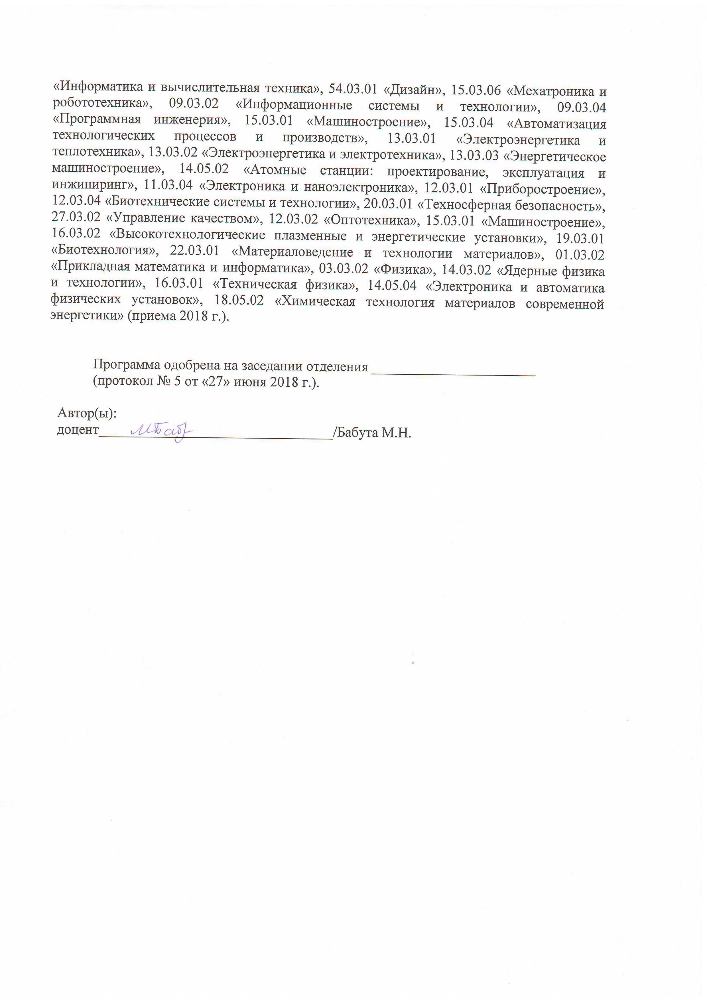 «Информатика и вычислительная техника», 54.03.01 «Дизайн», 15.03.06 «Мехатроника и
робототехника», 09.03.02 «Информационные системы и технологии», 09.03.04
«Программная инженерия», 15.03.01 «Машиностроение», 15.03.04 «Автоматизация
технологических процессов и производств», 13.03.01 «Электроэнергетика и
теплотехника», 13.03.02 «Электроэнергетика и электротехника», 13.03.03 «Энергетическое
машиностроение», 14.05.02 «Атомные станции: проектирование, эксплуатация и
инжиниринг», 11.03.04 «Электроника и наноэлектроника», 12.03.01 «Приборостроение»,
12.03.04 «Биотехнические системы и технологии», 20.03.01 «Техносферная безопасность»,
27.03.02 «Управление качеством», 12.03.02 «Оптотехника», 15.03.01 «Машиностроение»,
16.03.02 «Высокотехнологические плазменные и энергетические установки», 19.03.01
«Биотехнология», 22.03.01 «Материаловедение и технологии материалов», 01.03.02
«Прикладная математика и информатика», 03.03.02 «Физика», 14.03.02 «Ядерные физика
и технологии», 16.03.01 «Техническая физика», 14.05.04 «Электроника и автоматика
физических установок», 18.05.02 «Химическая технология материалов современной
энергетики» (приема 2018 г.).
Программа одобрена на заседании отделения
(протокол № 5 от «27» июня 2018 г.).
Автор(ы):
доцент /Бабута М.Н.